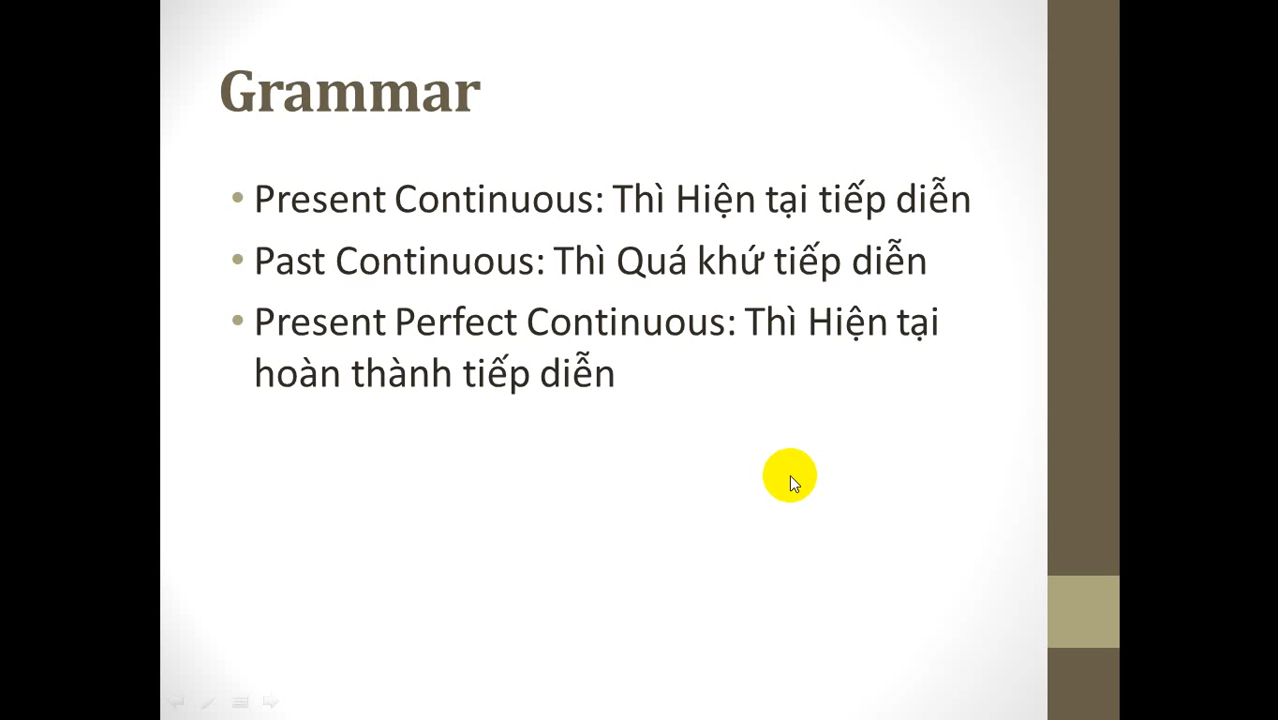 Grammar
• Present Continuous: Thì Hiện tại tiếp diễn
• Past Continuous: Thì Quá khứ tiếp diễn
• Present Perfect Continuous: Thì Hiện tại
hoàn thành tiếp diễn